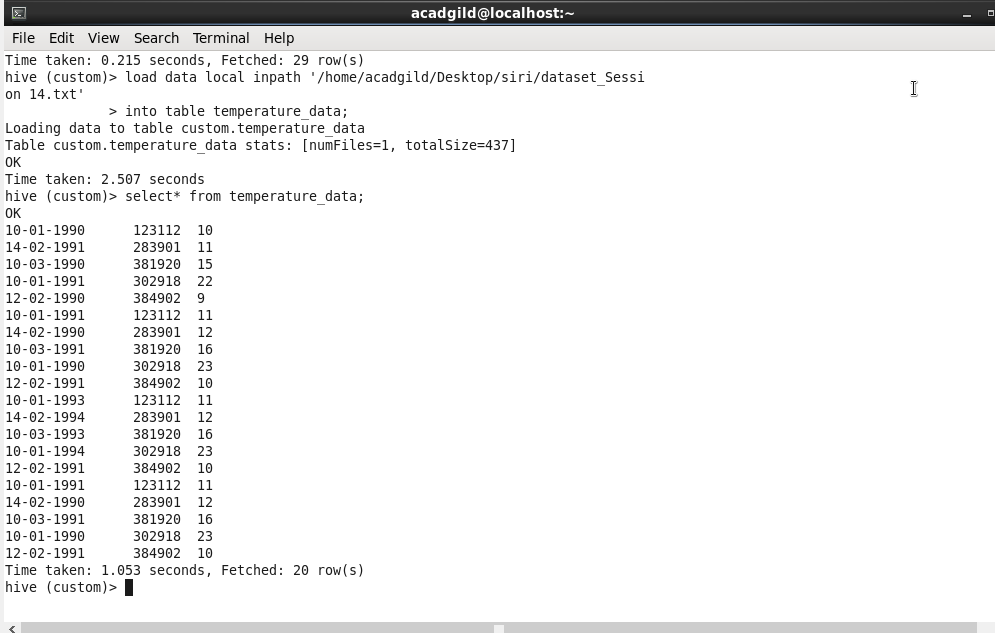 acadgild@localhost:~
File Edit View Search Terminal Help
Time taken: 0.215 seconds, Fetched: 29 row(s)
hive (custom)> load data local inpath '/home/acadgild/Desktop/siri/dataset_Sessi
on 14.txt'
             > into table temperature_data;
Loading data to table custom.temperature_data
Table custom.temperature_data stats: [numFiles=1, totalSize=437]
OK
Time taken: 2.507 seconds
hive (custom)> select* from temperature_data;
OK
10-01-1990      123112  10
14-02-1991      283901  11
10-03-1990      381920  15
10-01-1991      302918  22
12-02-1990      384902  9
10-01-1991      123112  11
14-02-1990      283901  12
10-03-1991      381920  16
10-01-1990      302918  23
12-02-1991      384902  10
10-01-1993      123112  11
14-02-1994      283901  12
10-03-1993      381920  16
10-01-1994      302918  23
12-02-1991      384902  10
10-01-1991      123112  11
14-02-1990      283901  12
10-03-1991      381920  16
10-01-1990      302918  23
12-02-1991      384902  10
Time taken: 1.053 seconds, Fetched: 20 row(s)
hive (custom)>